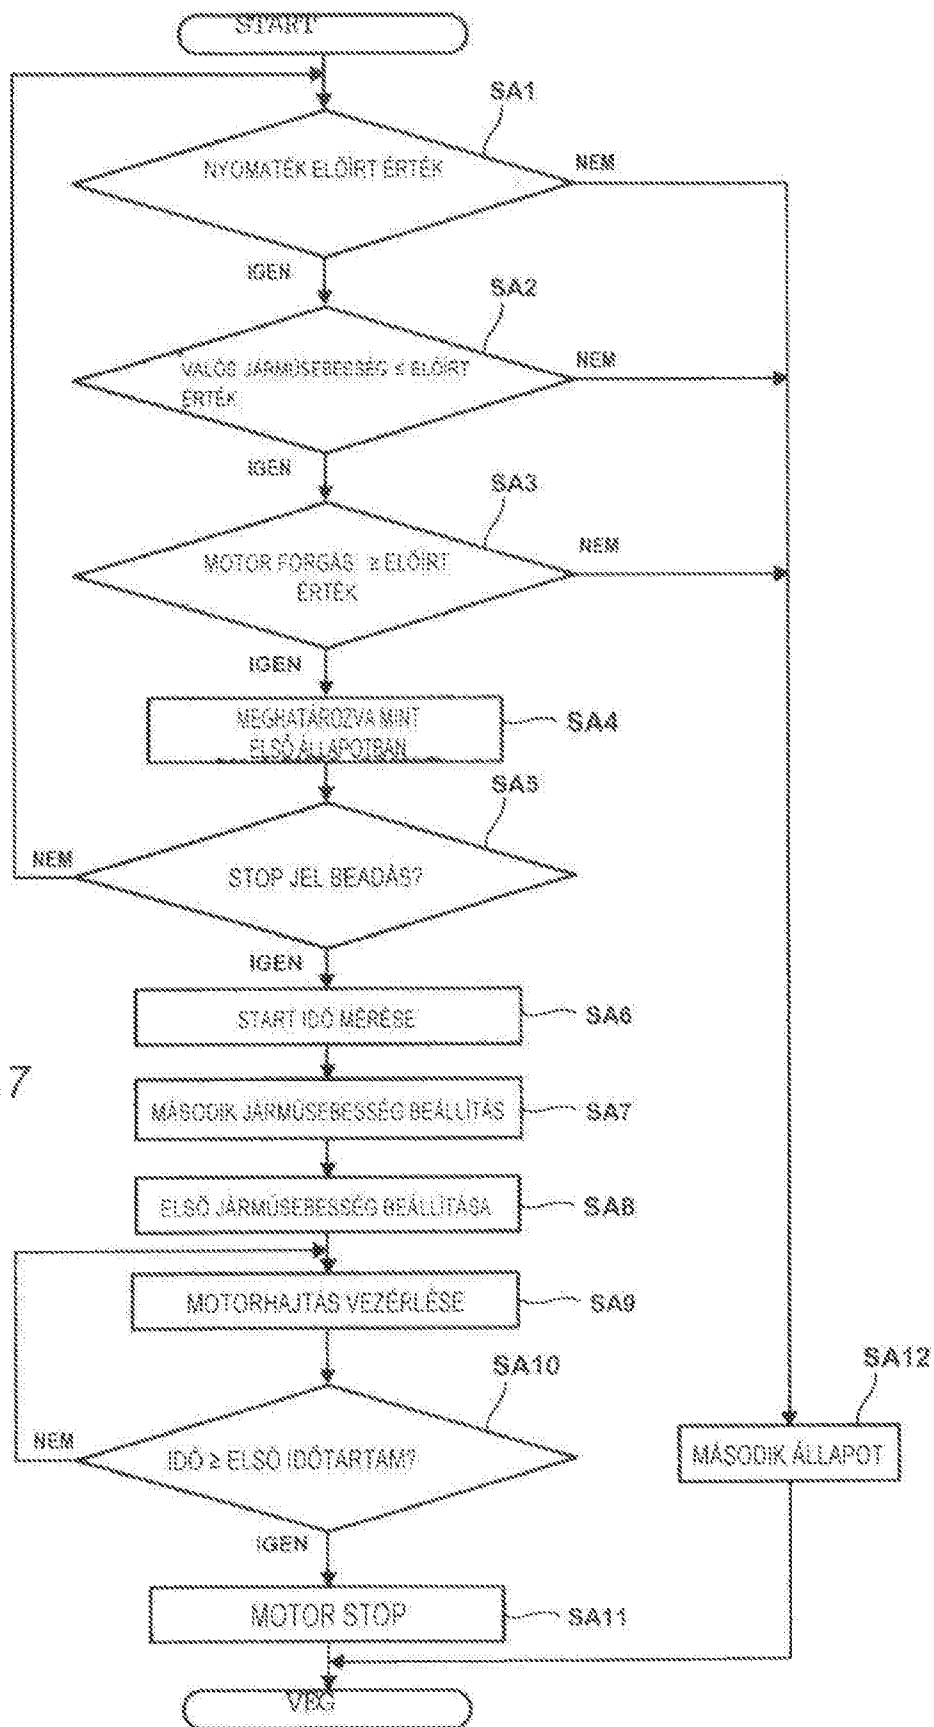 START
SA1
NYOMATÉK ELŐÍRT ÉRTÉK
NEM
IGEN
SA2
VALÓS JÁRMŰSEBESSÉG ≤ ELŐÍRT
ÉRTÉK
NEM
IGEN
SA3
MOTOR FORGÁS ≥ ELŐÍRT
ÉRTÉK
NEM
IGEN
MEGHATÁROZVA MINT
ELSŐ ÁLLAPOTBAN
SA4
SA5
STOP JEL BEADÁS?
NEM
IGEN
START IDŐ MÉRÉSE
SA6
7
MÁSODIK JÁRMŰSEBESSÉG BEÁLLÍTÁS
SA7
ELSŐ JÁRMŰSEBESSÉG BEÁLLÍTÁSA
SA8
MOTORHAJTÁS VEZÉRLÉSE
SA9
SA10
IDŐ ≥ ELSŐ IDŐTARTAM?
NEM
IGEN
SA12
MÁSODIK ÁLLAPOT
MOTOR STOP
SA11
VÉG